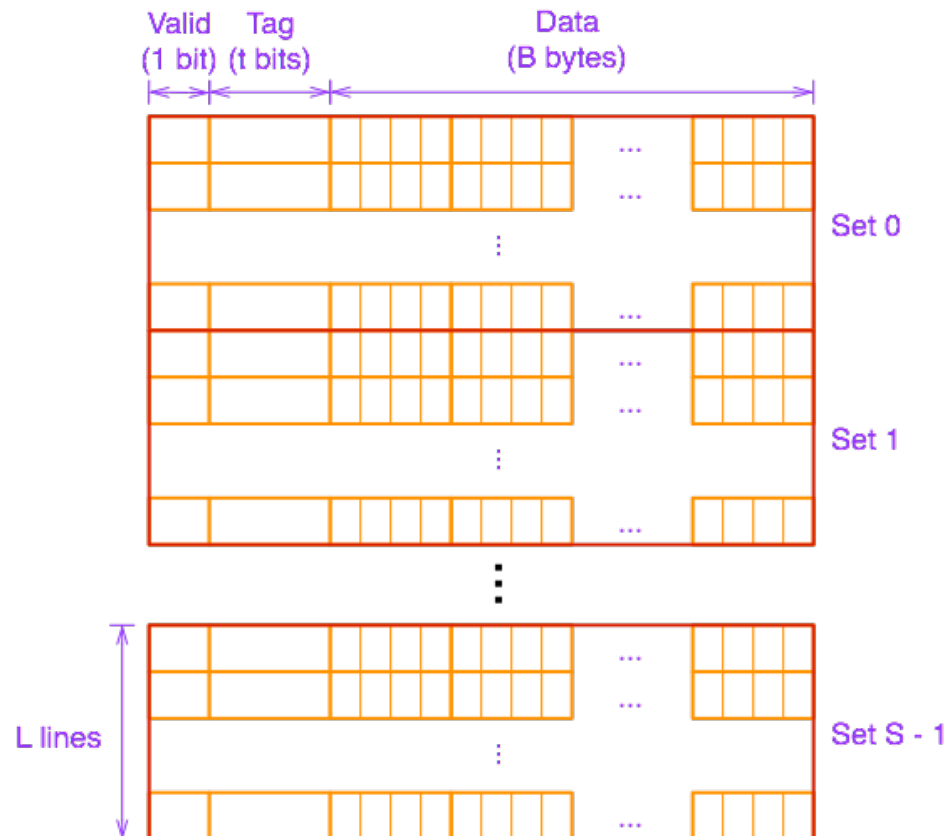 Valid Tag Data
(1 bit) (t bits) (B bytes)
...
...
Set 0
⋮
...
...
...
Set 1
⋮
...
⋮
...
...
L lines
Set S - 1
⋮
...